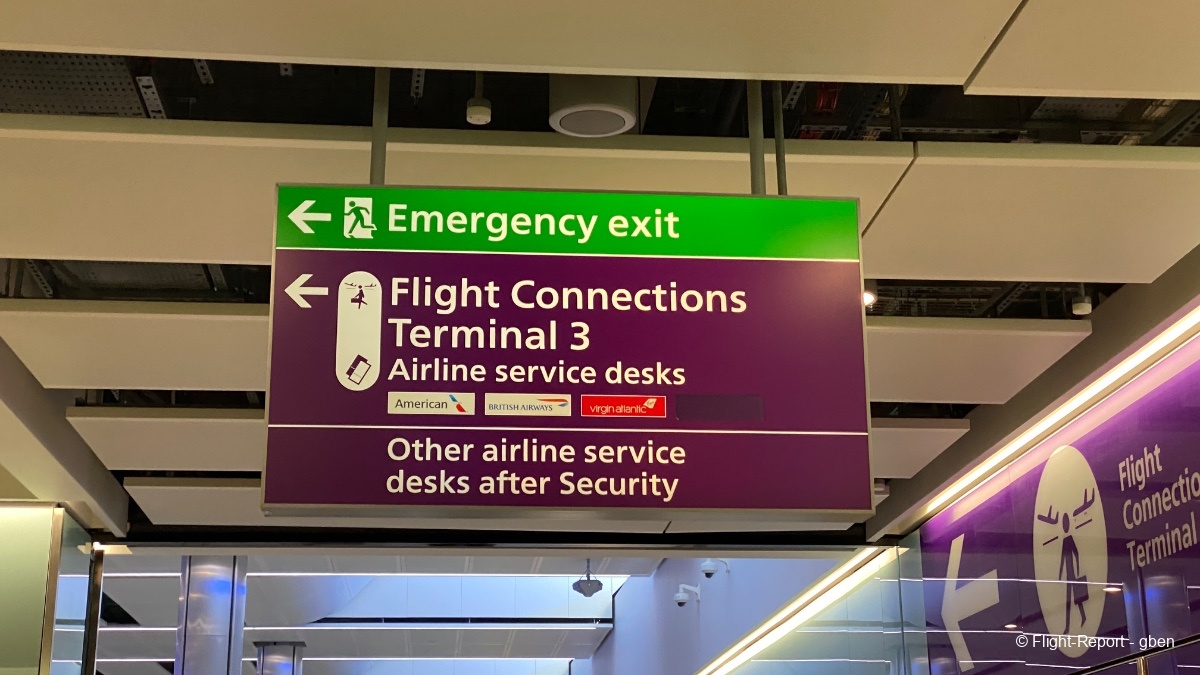 Emergency exit
Flight Connections
Terminal 3
Airline service desks
American
BRITISH AIRWAYS
virgin atlantic
Other airline service
desks after Security
Flight
Connectio
Terminal
© Flight-Report - gben